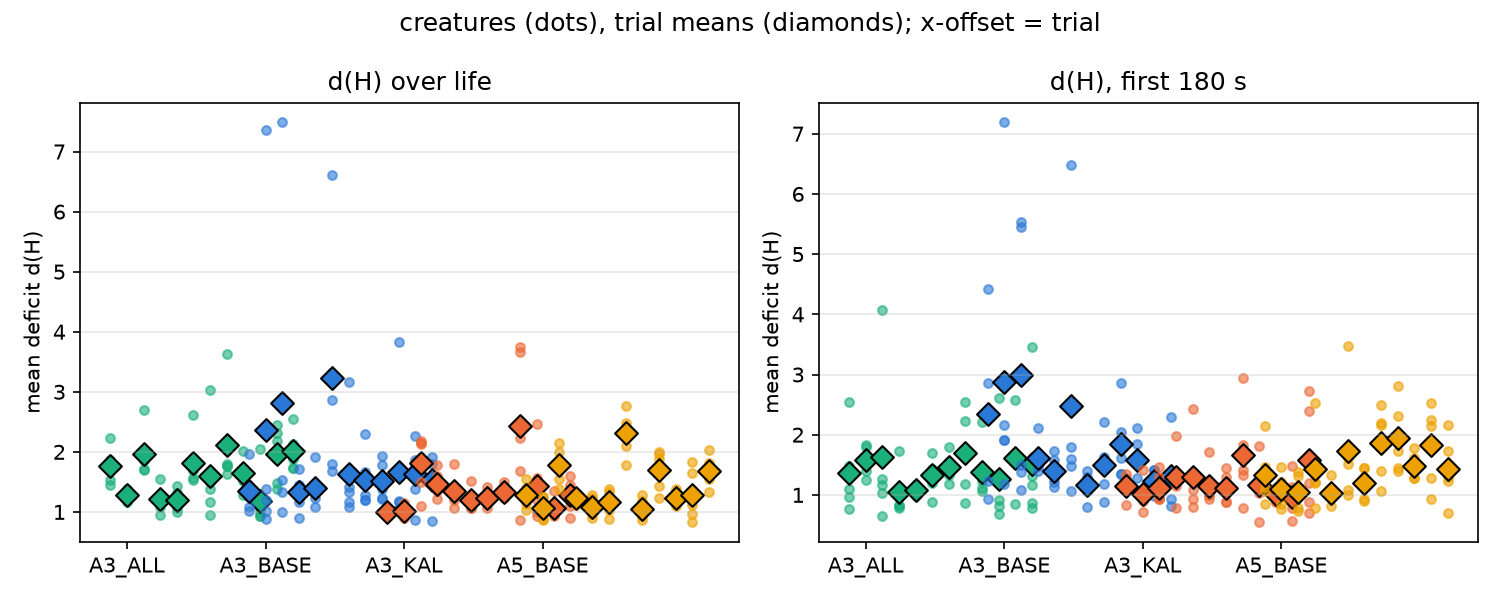 creatures (dots), trial means (diamonds); x-offset = trial
d(H) over life
mean deficit d(H)
7
6
5
4
3
2
1
A3_ALL
A3_BASE
A3_KAL
A5_BASE
d(H), first 180 s
mean deficit d(H)
7
6
5
4
3
2
1
A3_ALL
A3_BASE
A3_KAL
A5_BASE